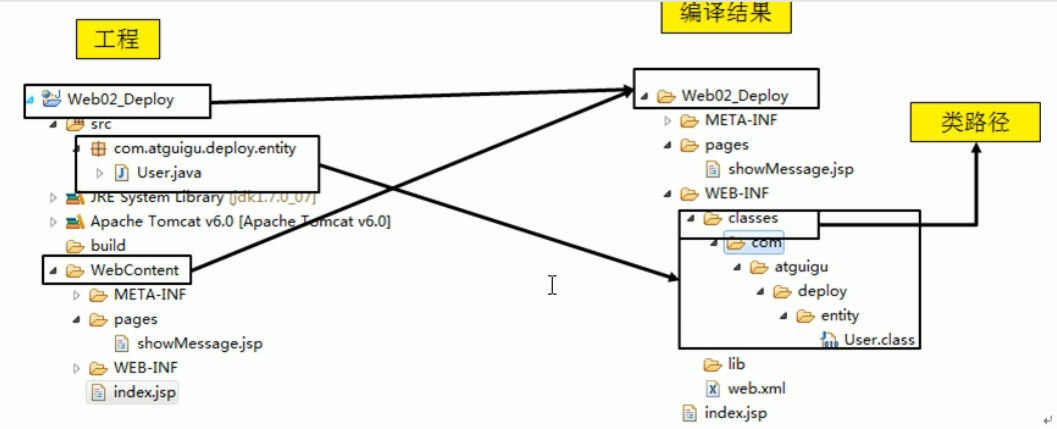 工程
Web02_Deploy
src
com.atguigu.deploy.entity
User.java
JRE System Library [jdk1.7.0_07]
Apache Tomcat v6.0 [Apache Tomcat v6.0]
build
WebContent
META-INF
pages
showMessage.jsp
WEB-INF
index.jsp
编译结果
Web02_Deploy
META-INF
pages
showMessage.jsp
WEB-INF
classes
com
atguigu
deploy
entity
User.class
lib
web.xml
index.jsp
类路径